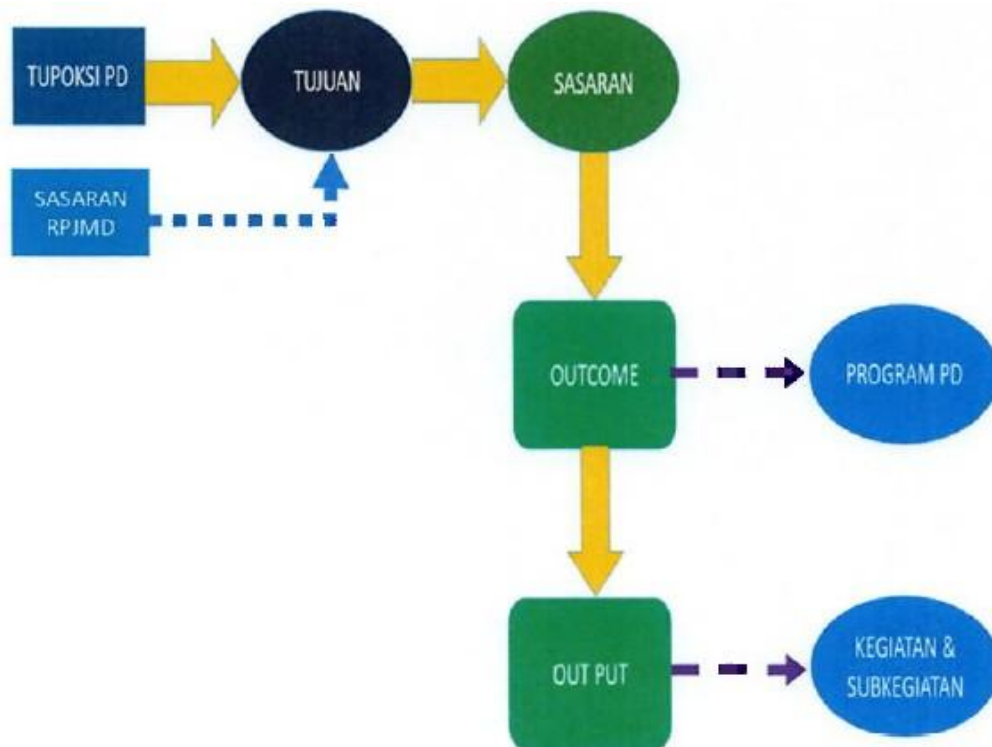 TUPOKSI PD
TUJUAN
SASARAN
SASARAN
RPJMD
OUTCOME
PROGRAM PD
OUT PUT
KEGIATAN &
SUBKEGIATAN